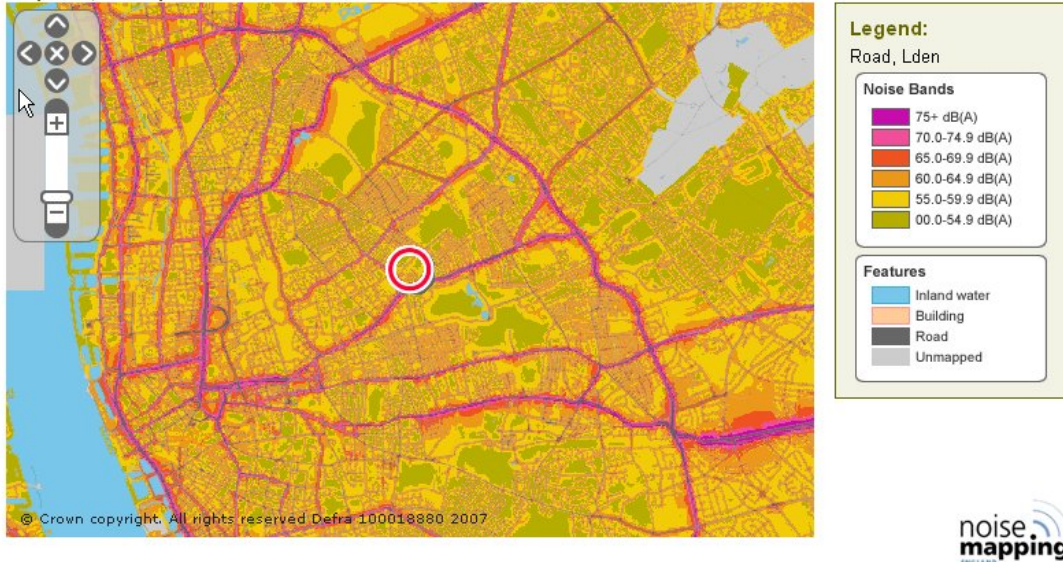 Legend:
Road, Lden
Noise Bands
75+ dB(A)
70.0-74.9 dB(A)
65.0-69.9 dB(A)
60.0-64.9 dB(A)
55.0-59.9 dB(A)
00.0-54.9 dB(A)
Features
Inland water
Building
Road
Unmapped
© Crown copyright. All rights reserved Defra 100018880 2007
noise
mapping